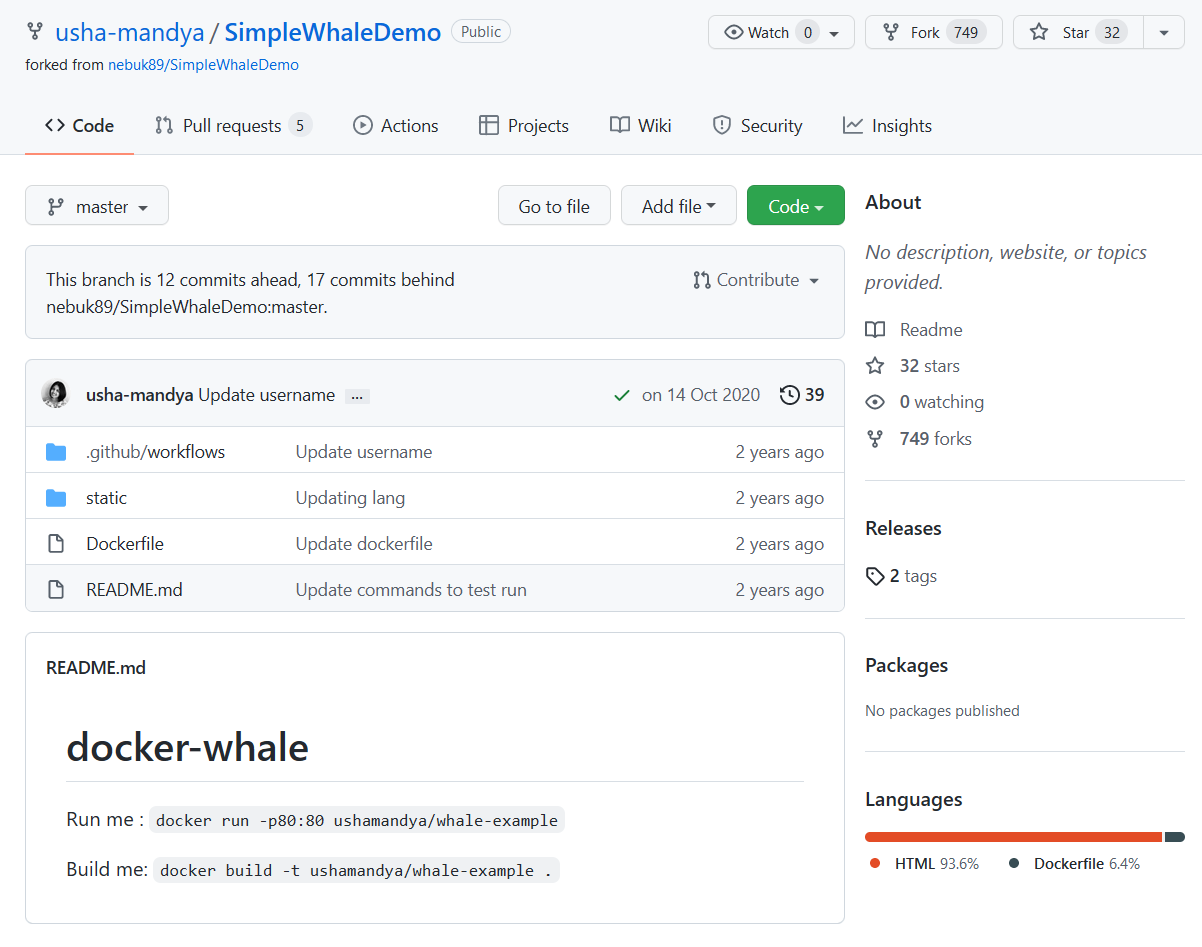 usha-mandya / SimpleWhaleDemo Public
Watch 0
Fork 749
Star 32
forked from nebuk89/SimpleWhaleDemo
Code
Pull requests 5
Actions
Projects
Wiki
Security
Insights
master
Go to file
Add file
Code
This branch is 12 commits ahead, 17 commits behind
nebuk89/SimpleWhaleDemo:master.
Contribute
usha-mandya Update username ... on 14 Oct 2020 39
.github/workflows Update username 2 years ago
static Updating lang 2 years ago
Dockerfile Update dockerfile 2 years ago
README.md Update commands to test run 2 years ago
README.md
docker-whale
Run me : docker run -p80:80 ushamandya/whale-example
Build me: docker build -t ushamandya/whale-example .
About
No description, website, or topics
provided.
Readme
32 stars
0 watching
749 forks
Releases
2 tags
Packages
No packages published
Languages
HTML 93.6% Dockerfile 6.4%